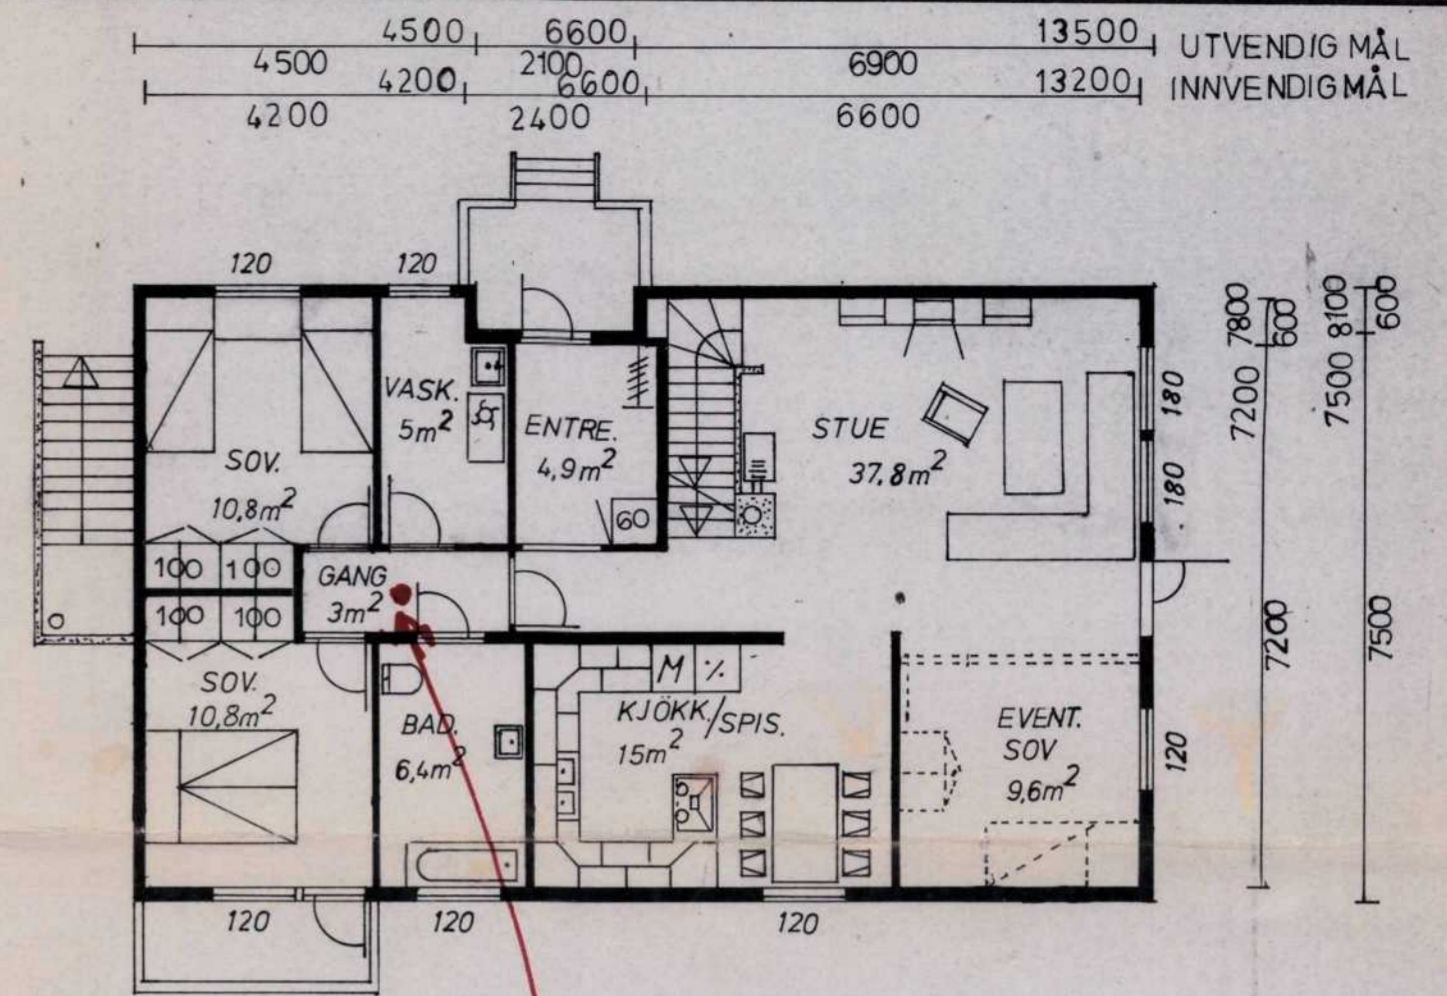 4500 6600 13500 UTVENDIG MÅL
4500 2100 6900
4200 6600 13200 INNVENDIG MÅL
4200 2400 6600
120 120
7800 600 8100 600
VASK.
5m²
ENTRE.
4,9m²
STUE
37,8m²
180
180
7200
7500
SOV.
10,8m²
60
100 100
GANG
3m²
100 100
7200
7500
SOV.
10,8m²
BAD.
6,4m²
M ⁒
KJÖKK./SPIS.
15m²
EVENT.
SOV
9,6m²
120
120 120 120